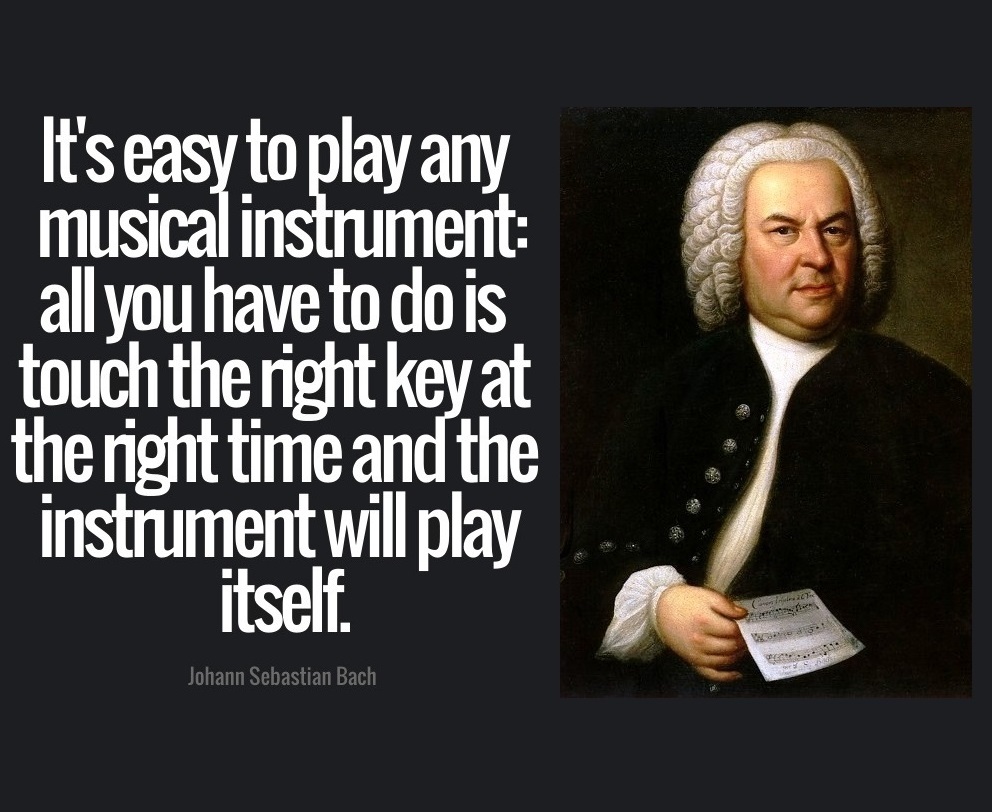 It's easy to play any
musical instrument:
all you have to do is
touch the right key at
the right time and the
instrument will play
itself.
Johann Sebastian Bach